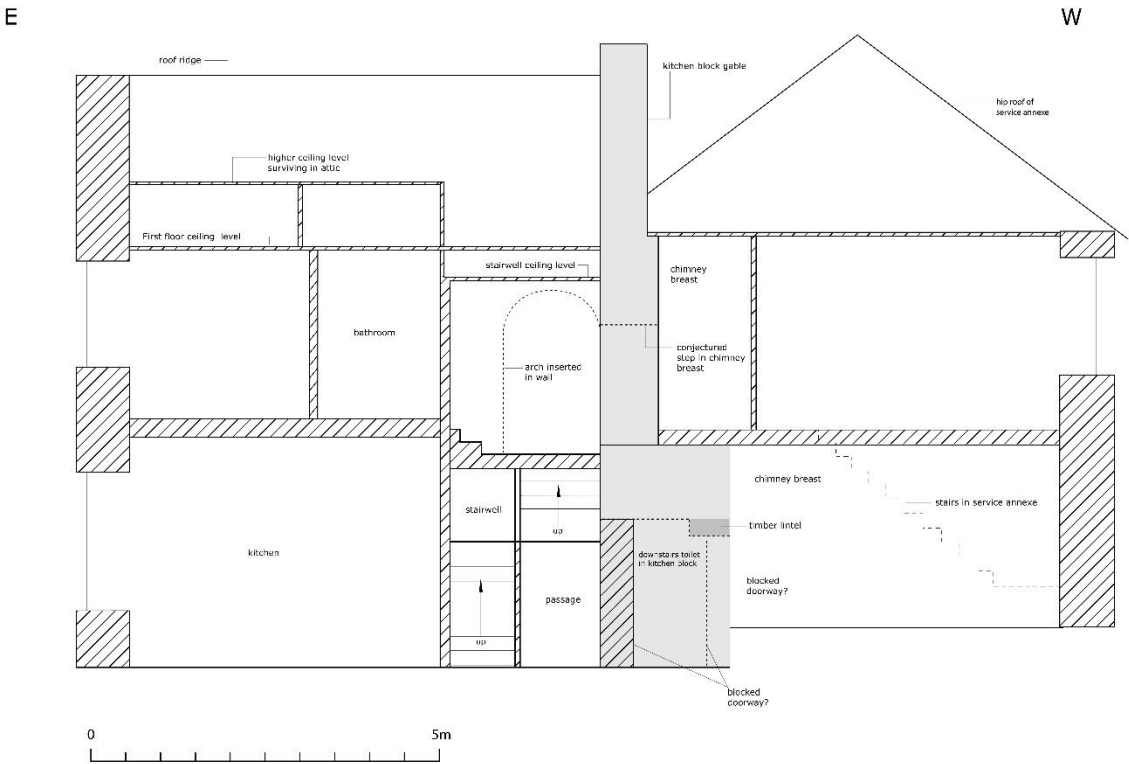 E
W
roof ridge
kitchen block gable
hip roof of
service annexe
higher ceiling level
surviving in attic
First floor ceiling level
stairwell ceiling level
chimney
breast
bathroom
conjectured
step in chimney
breast
arch inserted
in wall
chimney breast
stairs in service annexe
stairwell
up
timber lintel
kitchen
downstairs toilet
in kitchen block
blocked
doorway?
passage
up
blocked
doorway?
0
5m